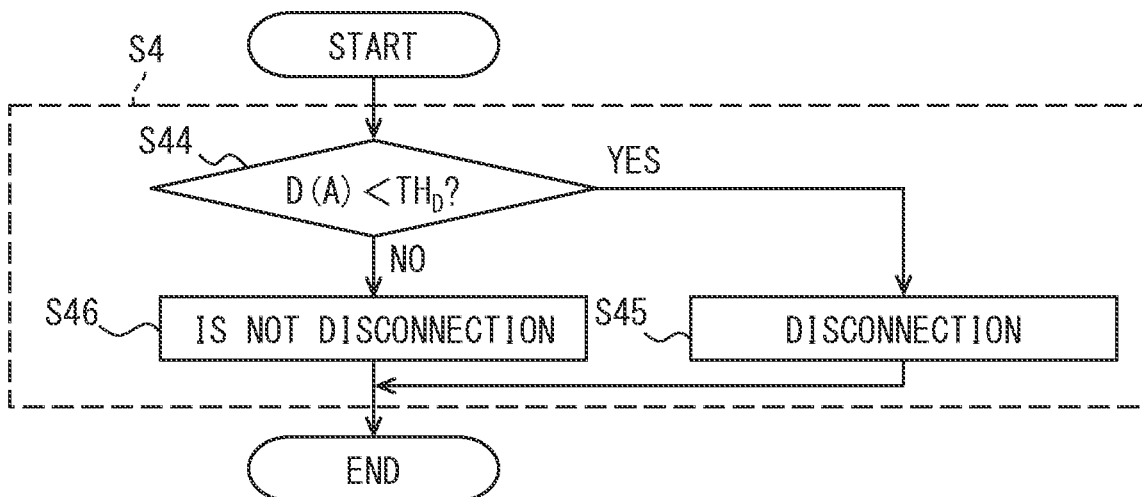 START
S4
S44
D(A)<TH_D?
YES
NO
S46
IS NOT DISCONNECTION
S45
DISCONNECTION
END